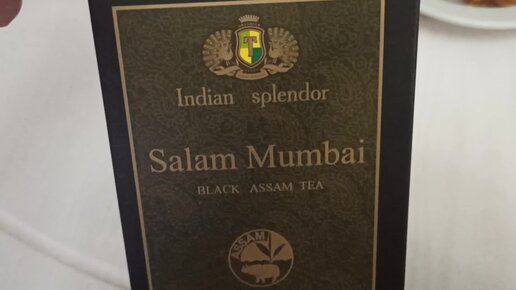 T
Indian splendor
Salam Mumbai
BLACK ASSAM TEA
ASSAM